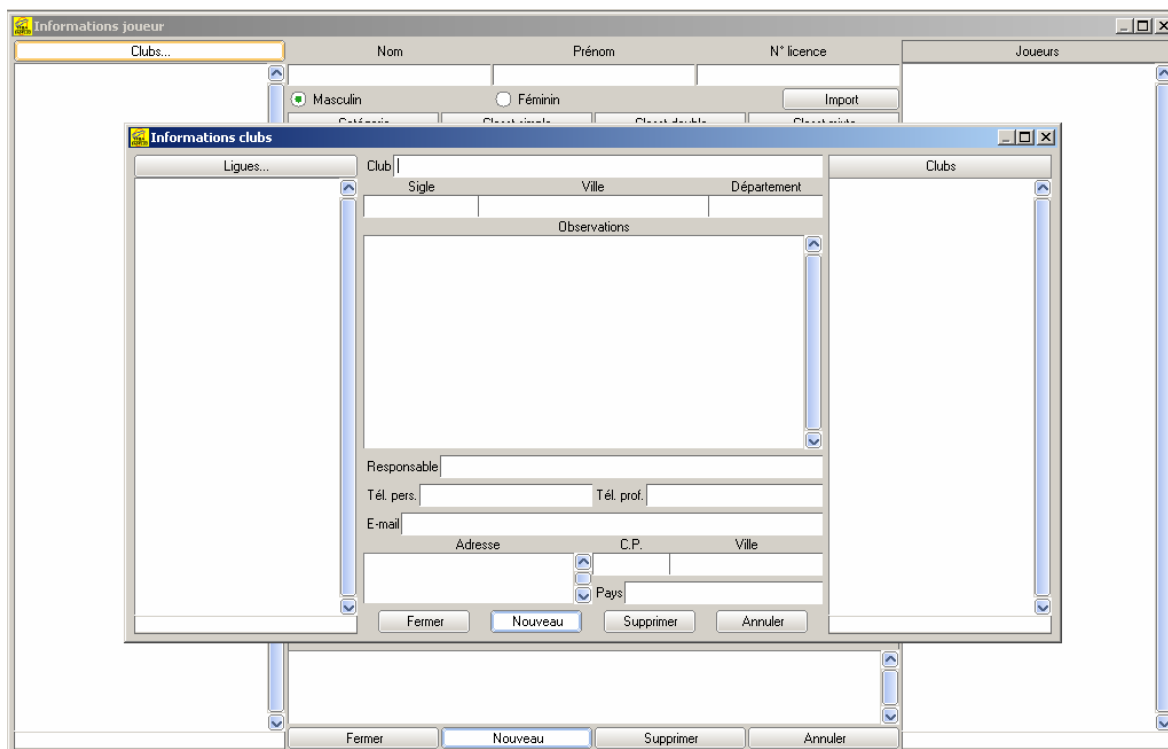 Informations joueur
Clubs... Nom Prénom N° licence Joueurs
Masculin Féminin Import
Informations clubs
Ligues... Club Clubs
Sigle Ville Département
Observations
Responsable
Tél. pers. Tél. prof.
E-mail
Adresse C.P. Ville
Pays
Fermer Nouveau Supprimer Annuler
Fermer Nouveau Supprimer Annuler